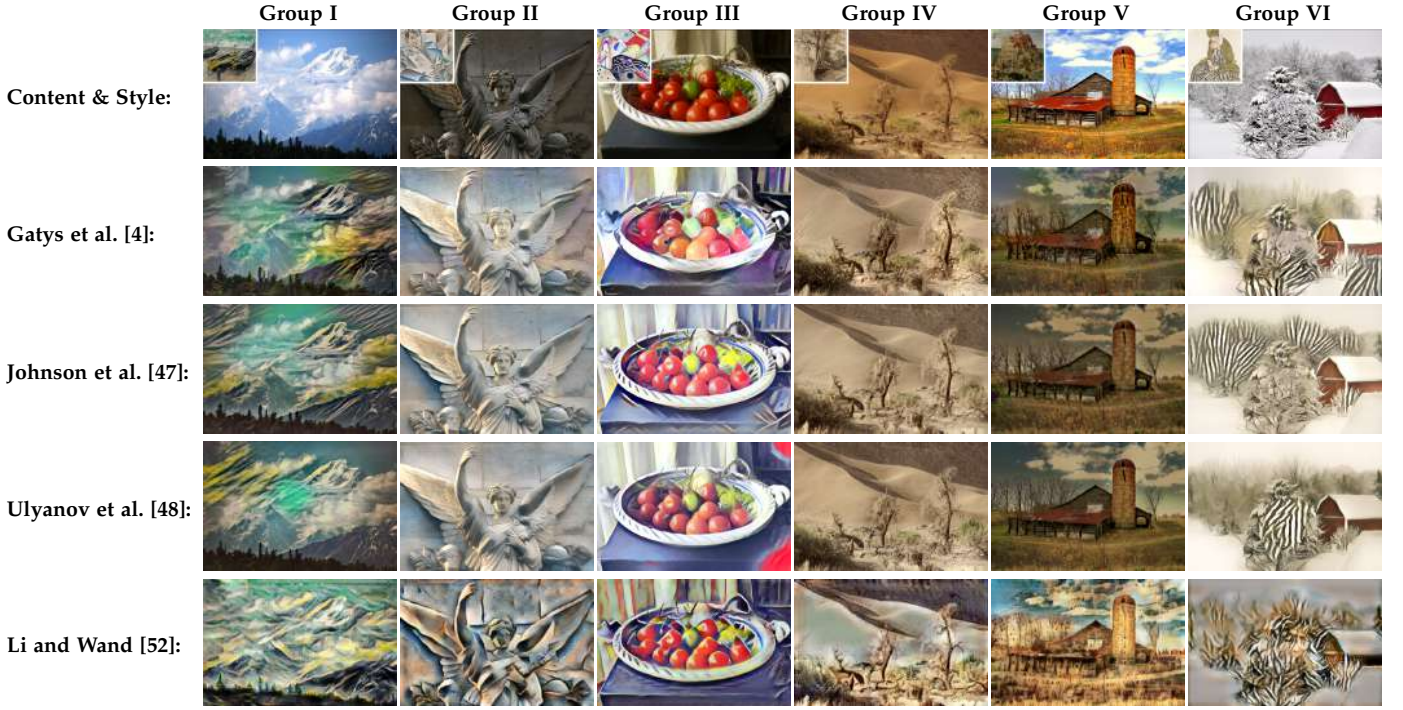 Group I Group II Group III Group IV Group V Group VI
Content & Style:
Gatys et al. [4]:
Johnson et al. [47]:
Ulyanov et al. [48]:
Li and Wand [52]: